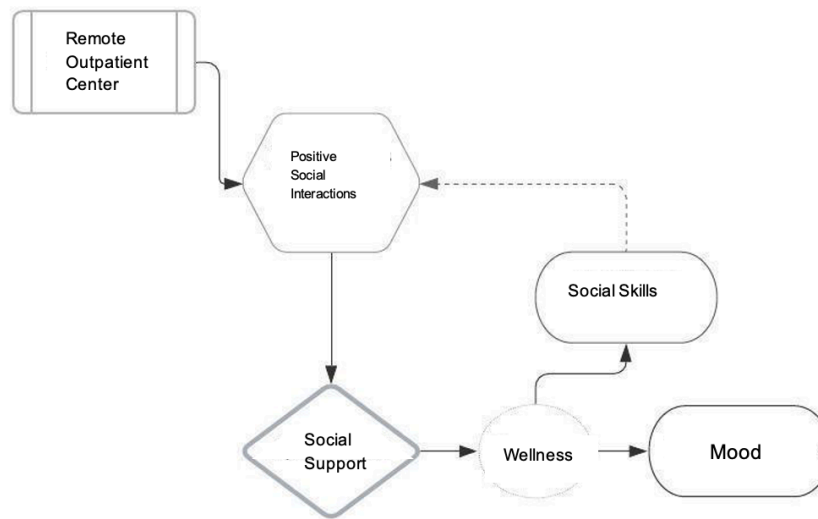 Remote
Outpatient
Center
Positive
Social
Interactions
Social Skills
Social
Support
Wellness
Mood